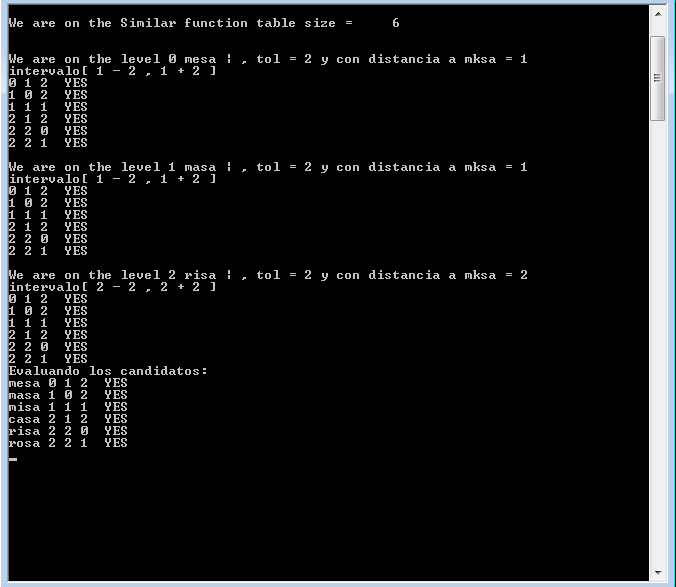 We are on the Similar function table size =     6
We are on the level 0 mesa ¦ , tol = 2 y con distancia a mksa = 1
intervalo[ 1 - 2 , 1 + 2 ]
0 1 2  YES
1 0 2  YES
1 1 1  YES
2 1 2  YES
2 2 0  YES
2 2 1  YES
We are on the level 1 masa ¦ , tol = 2 y con distancia a mksa = 1
intervalo[ 1 - 2 , 1 + 2 ]
0 1 2  YES
1 0 2  YES
1 1 1  YES
2 1 2  YES
2 2 0  YES
2 2 1  YES
We are on the level 2 risa ¦ , tol = 2 y con distancia a mksa = 2
intervalo[ 2 - 2 , 2 + 2 ]
0 1 2  YES
1 0 2  YES
1 1 1  YES
2 1 2  YES
2 2 0  YES
2 2 1  YES
Evaluando los candidatos:
mesa 0 1 2  YES
masa 1 0 2  YES
misa 1 1 1  YES
casa 2 1 2  YES
risa 2 2 0  YES
rosa 2 2 1  YES